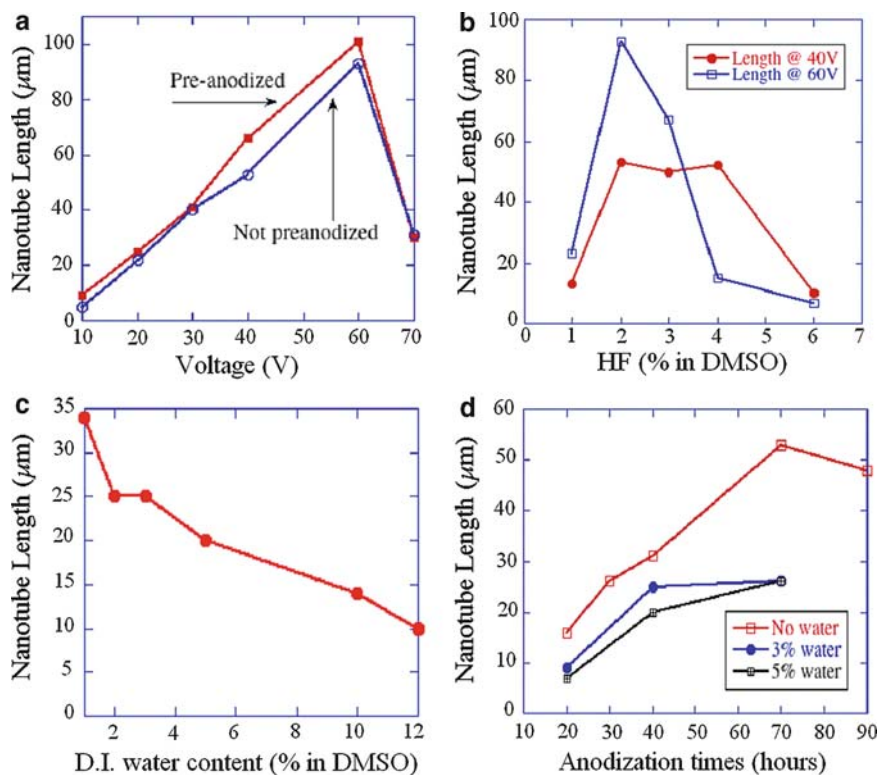 a
Nanotube Length (μm)
100
80
60
40
20
0
Pre-anodized
Not preanodized
10 20 30 40 50 60 70
Voltage (V)
b
Nanotube Length (μm)
100
80
60
40
20
0
Length @ 40V
Length @ 60V
0 1 2 3 4 5 6 7
HF (% in DMSO)
c
Nanotube Length (μm)
35
30
25
20
15
10
5
0
2 4 6 8 10 12
D.I. water content (% in DMSO)
d
Nanotube Length (μm)
60
50
40
30
20
10
0
No water
3% water
5% water
10 20 30 40 50 60 70 80 90
Anodization times (hours)